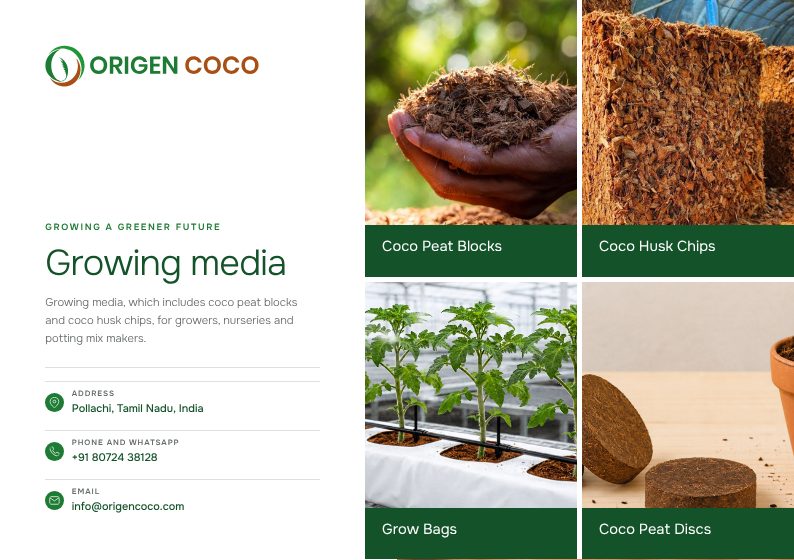 ORIGEN COCO
GROWING A GREENER FUTURE
Growing media
Growing media, which includes coco peat blocks
and coco husk chips, for growers, nurseries and
potting mix makers.
ADDRESS
Pollachi, Tamil Nadu, India
PHONE AND WHATSAPP
+91 80724 38128
EMAIL
info@origencoco.com
Coco Peat Blocks
Coco Husk Chips
Grow Bags
Coco Peat Discs